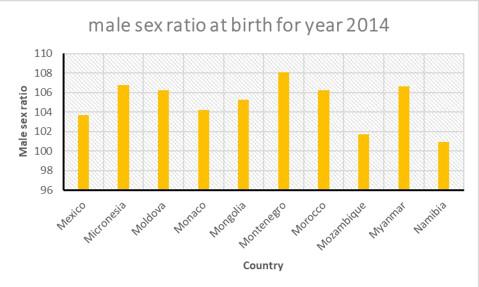 male sex ratio at birth for year 2014
Male sex ratio
110
108
106
104
102
100
98
96
Mexico
Micronesia
Moldova
Monaco
Mongolia
Montenegro
Morocco
Mozambique
Myanmar
Namibia
Country